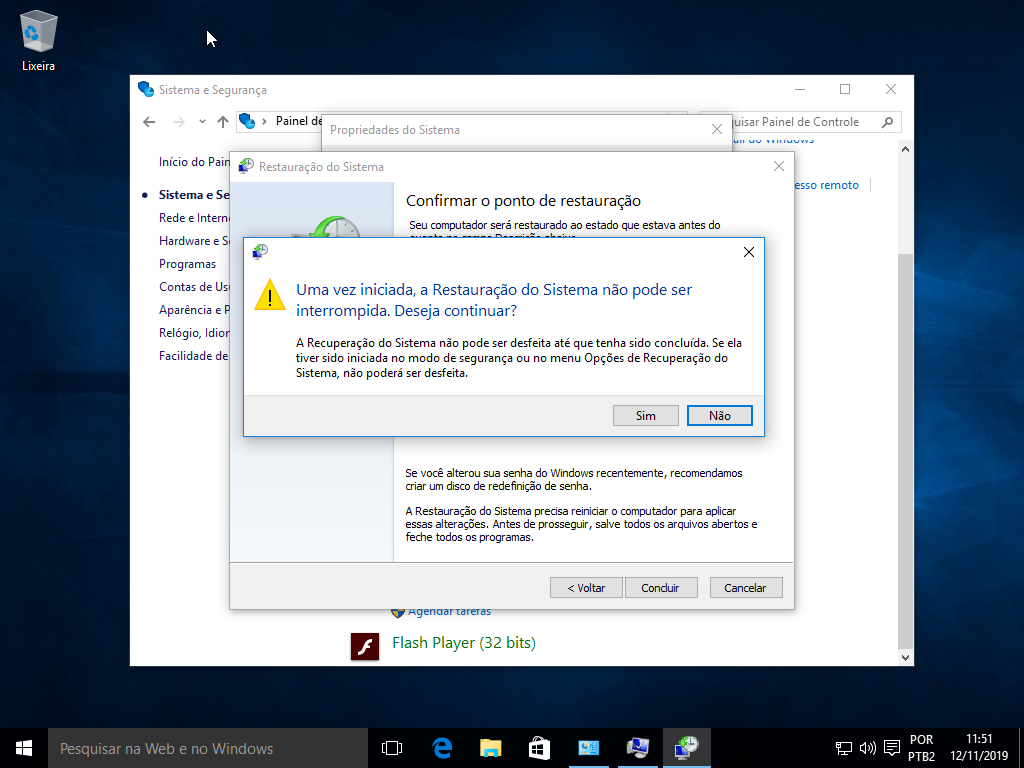 Lixeira
Sistema e Segurança
Painel de
Propriedades do Sistema
uisar Painel de Controle
Início do Pain
Restauração do Sistema
esso remoto
Sistema e Se
Rede e Interne
Hardware e So
Programas
Contas de Usu
Aparência e P
Relógio, Idion
Facilidade de
Confirmar o ponto de restauração
Seu computador será restaurado ao estado que estava antes do
Uma vez iniciada, a Restauração do Sistema não pode ser
interrompida. Deseja continuar?
A Recuperação do Sistema não pode ser desfeita até que tenha sido concluída. Se ela
tiver sido iniciada no modo de segurança ou no menu Opções de Recuperação do
Sistema, não poderá ser desfeita.
Sim
Não
Se você alterou sua senha do Windows recentemente, recomendamos
criar um disco de redefinição de senha.
A Restauração do Sistema precisa reiniciar o computador para aplicar
essas alterações. Antes de prosseguir, salve todos os arquivos abertos e
feche todos os programas.
< Voltar
Concluir
Cancelar
Agendar tarefas
Flash Player (32 bits)
Pesquisar na Web e no Windows
POR
PTB2
11:51
12/11/2019